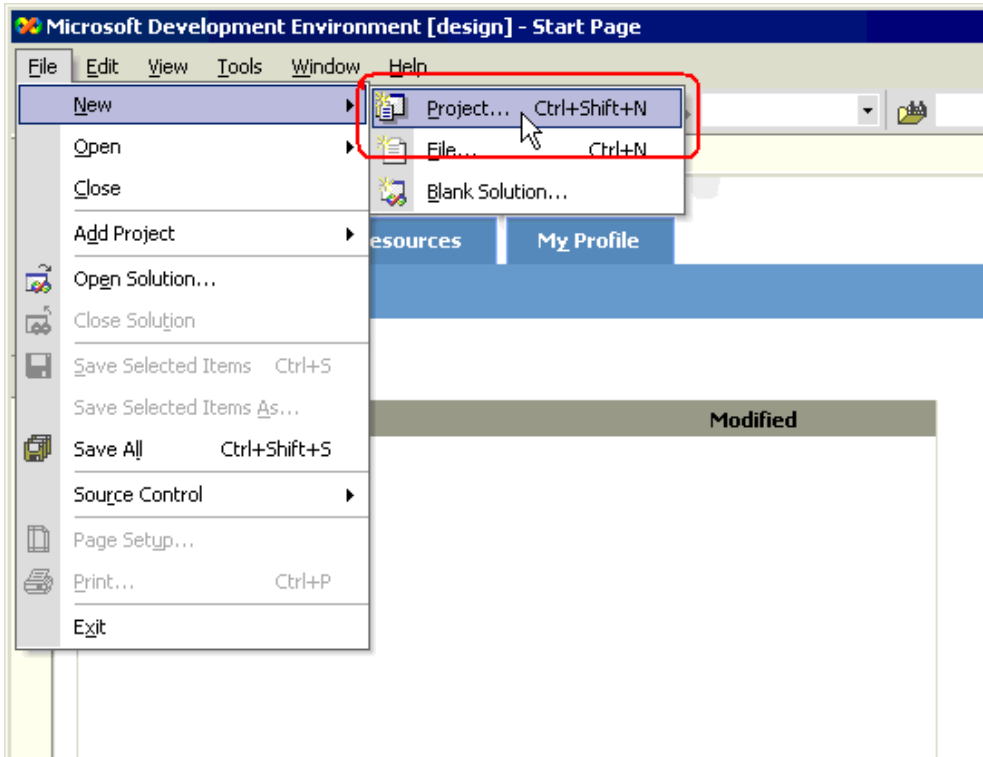 Microsoft Development Environment [design] - Start Page
File Edit View Tools Window Help
New
Project... Ctrl+Shift+N
Open
File... Ctrl+N
Close
Blank Solution...
Add Project
esources My Profile
Open Solution...
Close Solution
Save Selected Items Ctrl+S
Save Selected Items As...
Modified
Save All Ctrl+Shift+S
Source Control
Page Setup...
Print... Ctrl+P
Exit